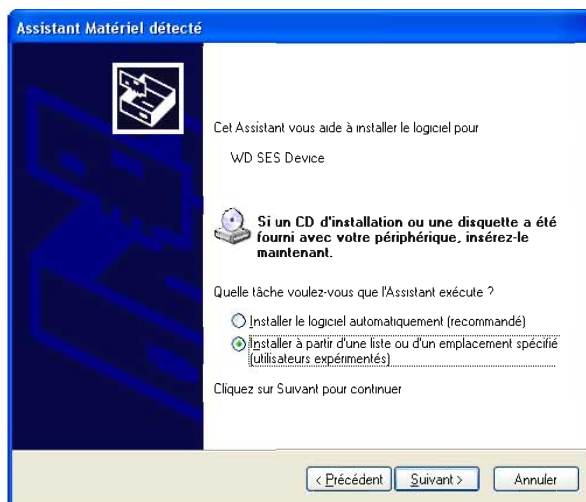 Assistant Matériel détecté
Cet Assistant vous aide à installer le logiciel pour
WD SES Device
Si un CD d'installation ou une disquette a été
fourni avec votre périphérique, insérez-le
maintenant.
Quelle tâche voulez-vous que l'Assistant exécute ?
Installer le logiciel automatiquement (recommandé)
Installer à partir d'une liste ou d'un emplacement spécifié
(utilisateurs expérimentés)
Cliquez sur Suivant pour continuer
< Précédent Suivant > Annuler